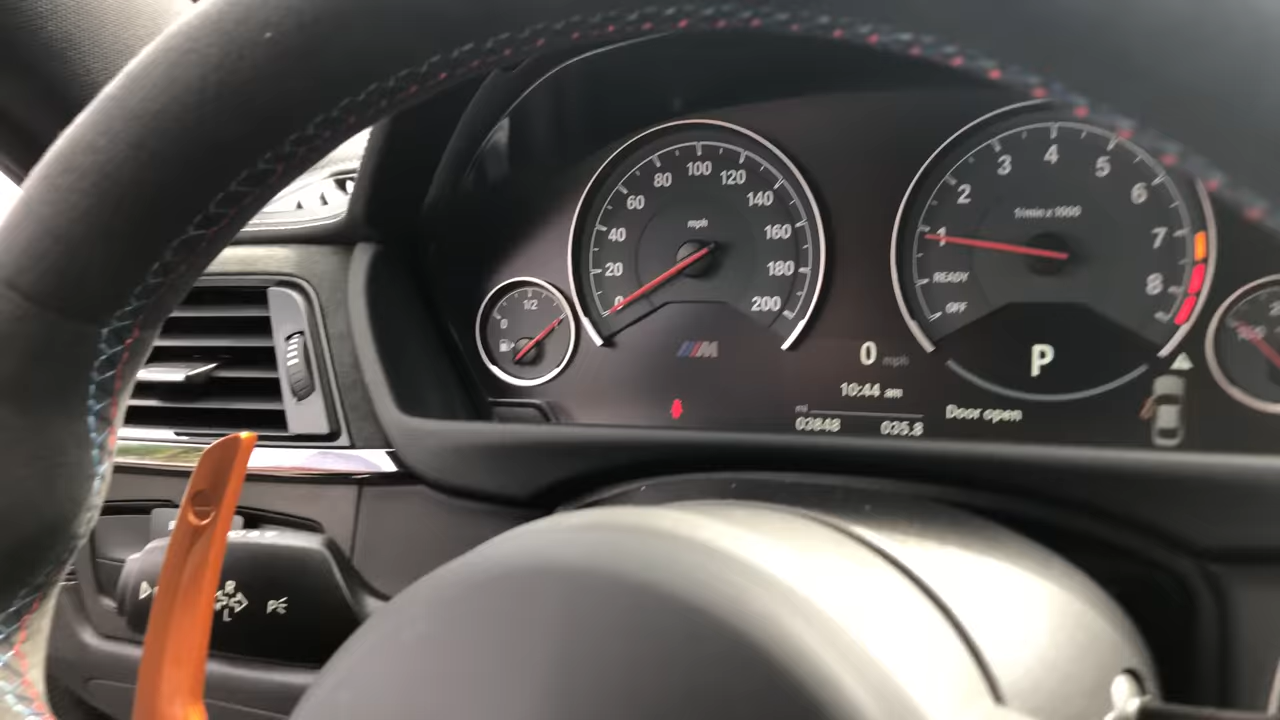 0
20
40
60
80
100
120
140
160
180
200
mph
0
1/2
M
0 mph
10:44 am
mi
03848 035.8
1
2
3
4
5
6
7
8
1/min x 1000
READY
OFF
P
Door open
R
L
P